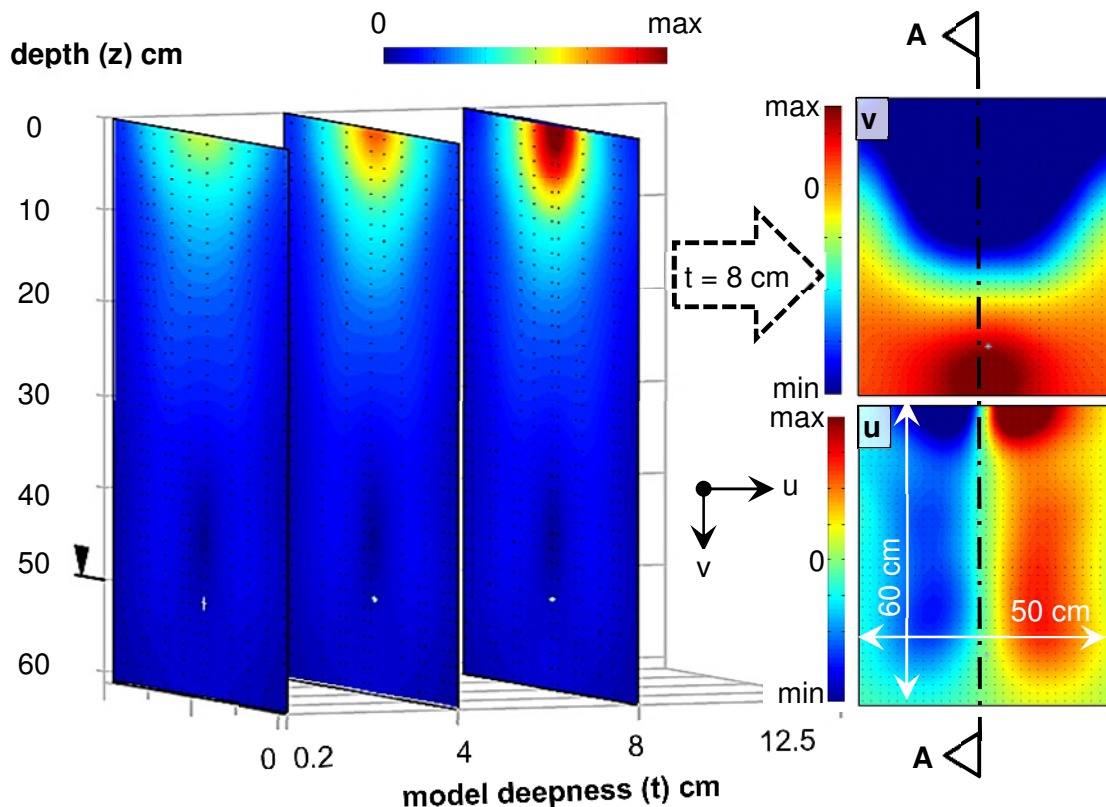 0 max
depth (z) cm
0
10
20
30
40
50
60
0 0.2 4 8 12.5
model deepness (t) cm
t = 8 cm
u
v
A
max
0
min
v
max
0
min
u
60 cm
50 cm
A